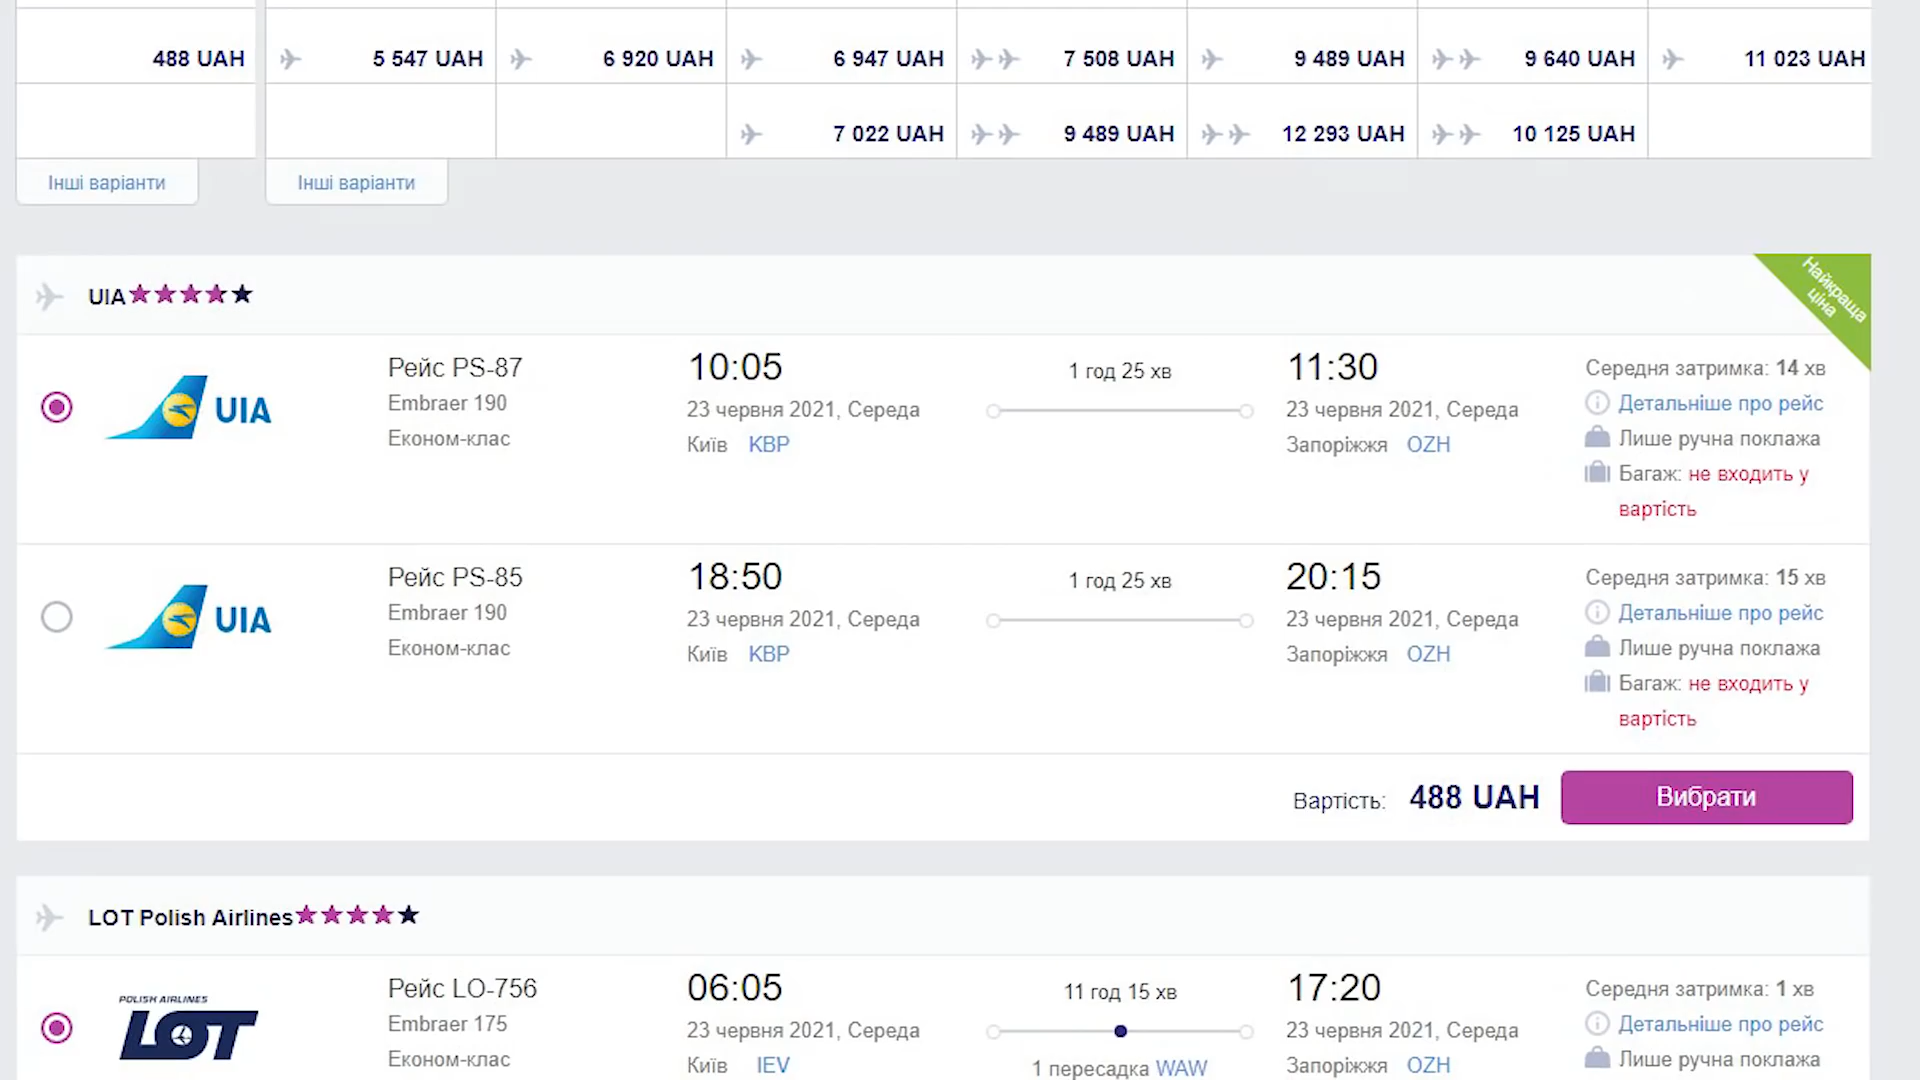 488 UAH 5 547 UAH 6 920 UAH 6 947 UAH 7 508 UAH 9 489 UAH 9 640 UAH 11 023 UAH
7 022 UAH 9 489 UAH 12 293 UAH 10 125 UAH
Інші варіанти Інші варіанти
UIA
Найкраща
ціна
Рейс PS-87 10:05 1 год 25 хв 11:30 Середня затримка: 14 хв
UIA Embraer 190 23 червня 2021, Середа 23 червня 2021, Середа Детальніше про рейс
Економ-клас Київ KBP Запоріжжя OZH Лише ручна поклажа
Багаж: не входить у
вартість
Рейс PS-85 18:50 1 год 25 хв 20:15 Середня затримка: 15 хв
UIA Embraer 190 23 червня 2021, Середа 23 червня 2021, Середа Детальніше про рейс
Економ-клас Київ KBP Запоріжжя OZH Лише ручна поклажа
Багаж: не входить у
вартість
Вартість: 488 UAH Вибрати
LOT Polish Airlines
Рейс LO-756 06:05 11 год 15 хв 17:20 Середня затримка: 1 хв
POLISH AIRLINES
LOT Embraer 175 23 червня 2021, Середа 23 червня 2021, Середа Детальніше про рейс
Економ-клас Київ IEV 1 пересадка WAW Запоріжжя OZH Лише ручна поклажа